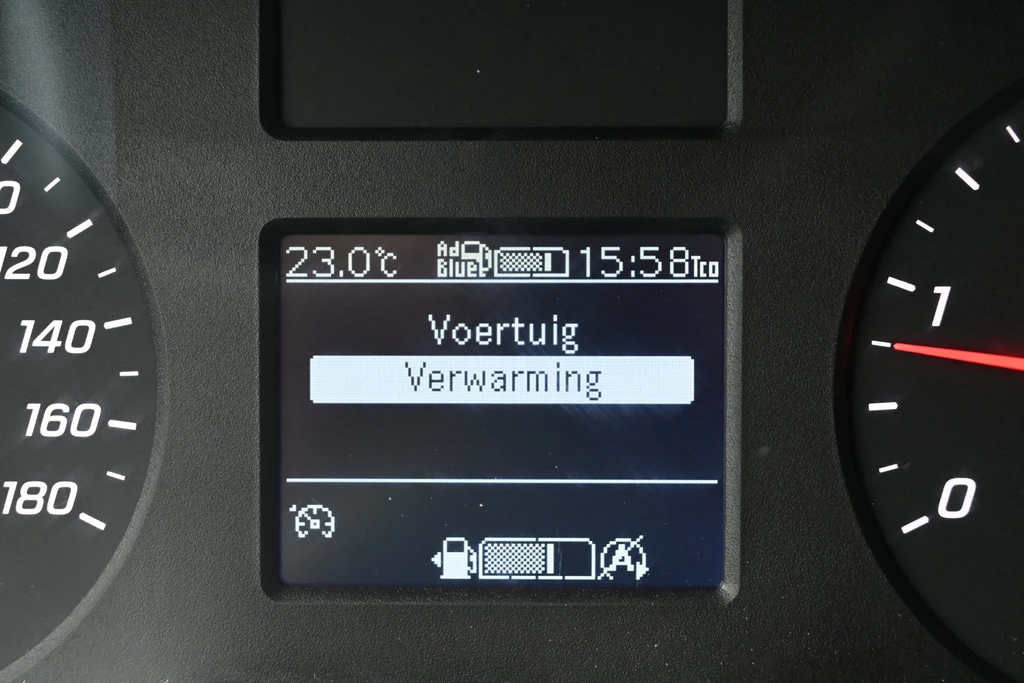 23.0°C Ad Blue 15:58 Tco
Voertuig
Verwarming
A
120
140
160
180
1
0